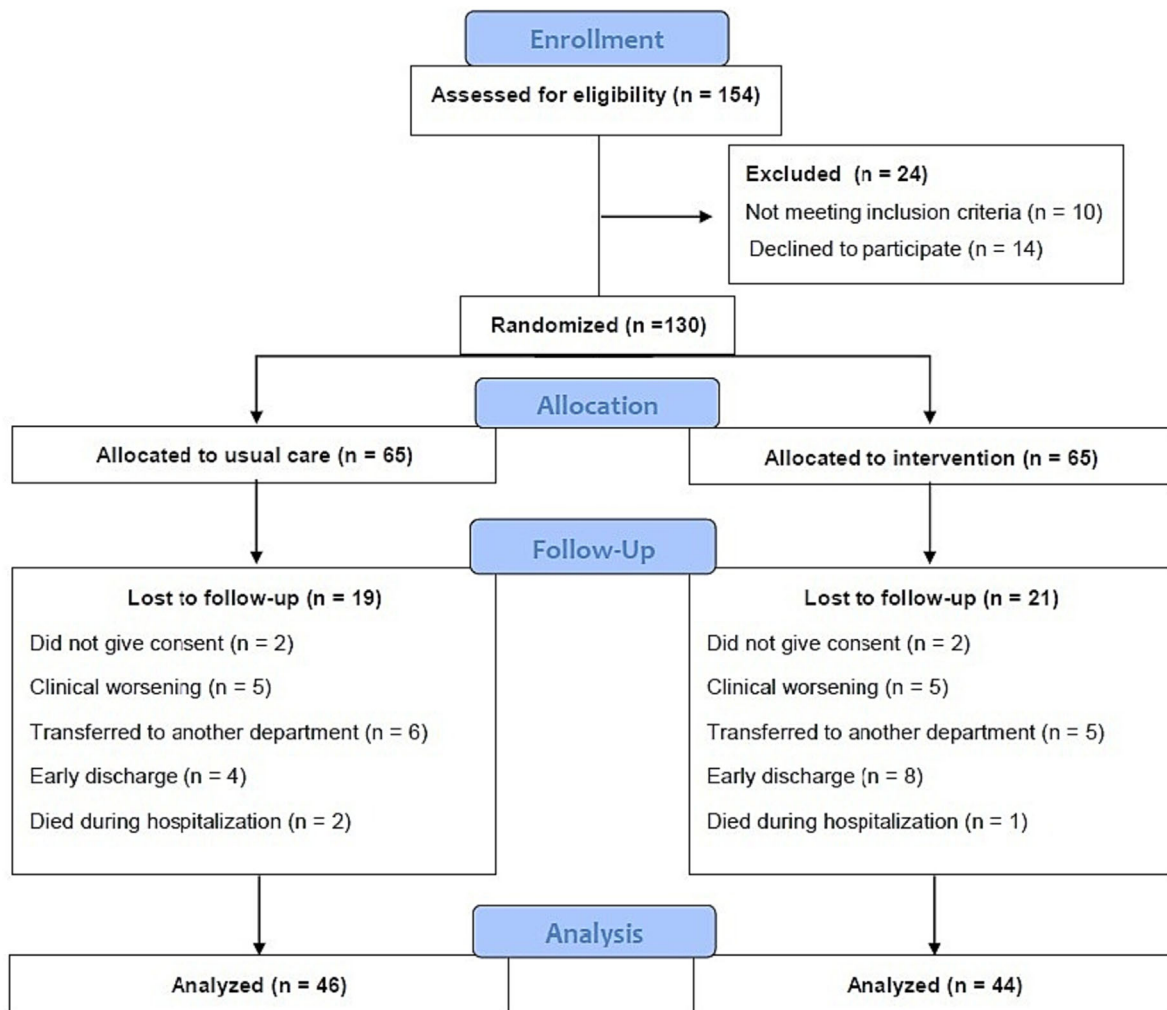 Enrollment
Assessed for eligibility (n = 154)
Excluded (n = 24)
Not meeting inclusion criteria (n = 10)
Declined to participate (n = 14)
Randomized (n =130)
Allocation
Allocated to usual care (n = 65)
Allocated to intervention (n = 65)
Follow-Up
Lost to follow-up (n = 19)
Did not give consent (n = 2)
Clinical worsening (n = 5)
Transferred to another department (n = 6)
Early discharge (n = 4)
Died during hospitalization (n = 2)
Lost to follow-up (n = 21)
Did not give consent (n = 2)
Clinical worsening (n = 5)
Transferred to another department (n = 5)
Early discharge (n = 8)
Died during hospitalization (n = 1)
Analysis
Analyzed (n = 46)
Analyzed (n = 44)